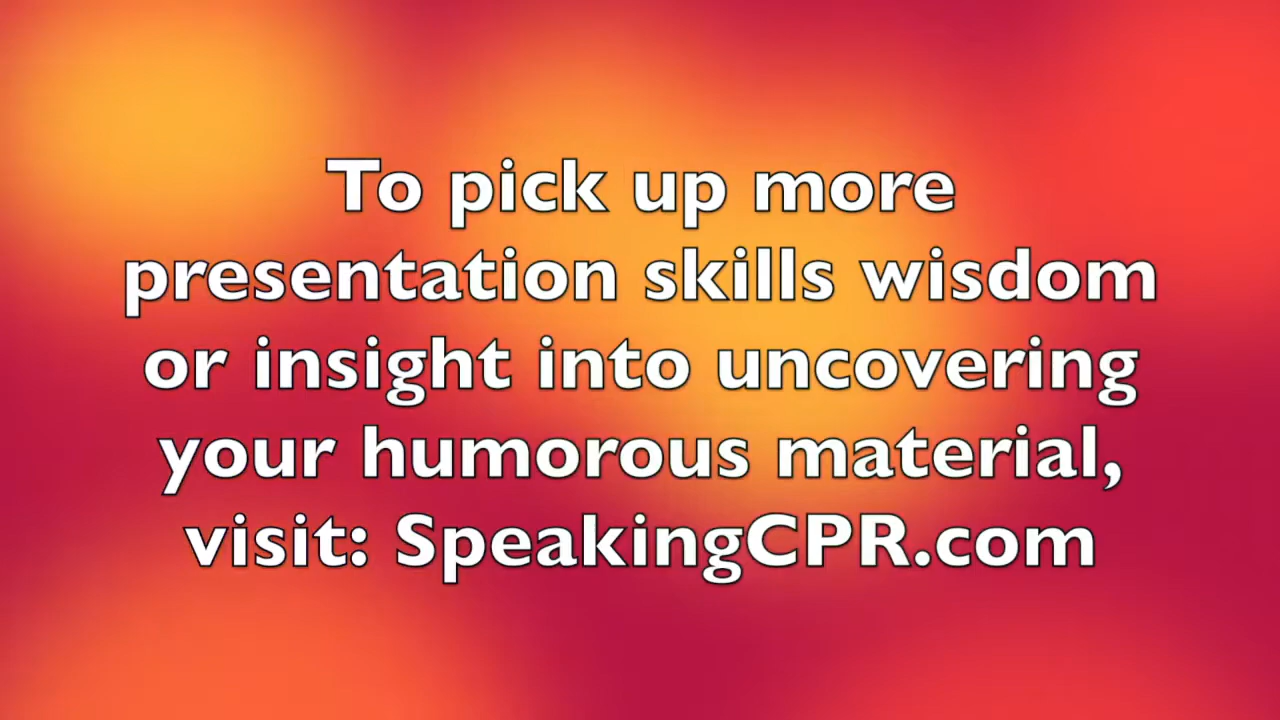 To pick up more
presentation skills wisdom
or insight into uncovering
your humorous material,
visit: SpeakingCPR.com